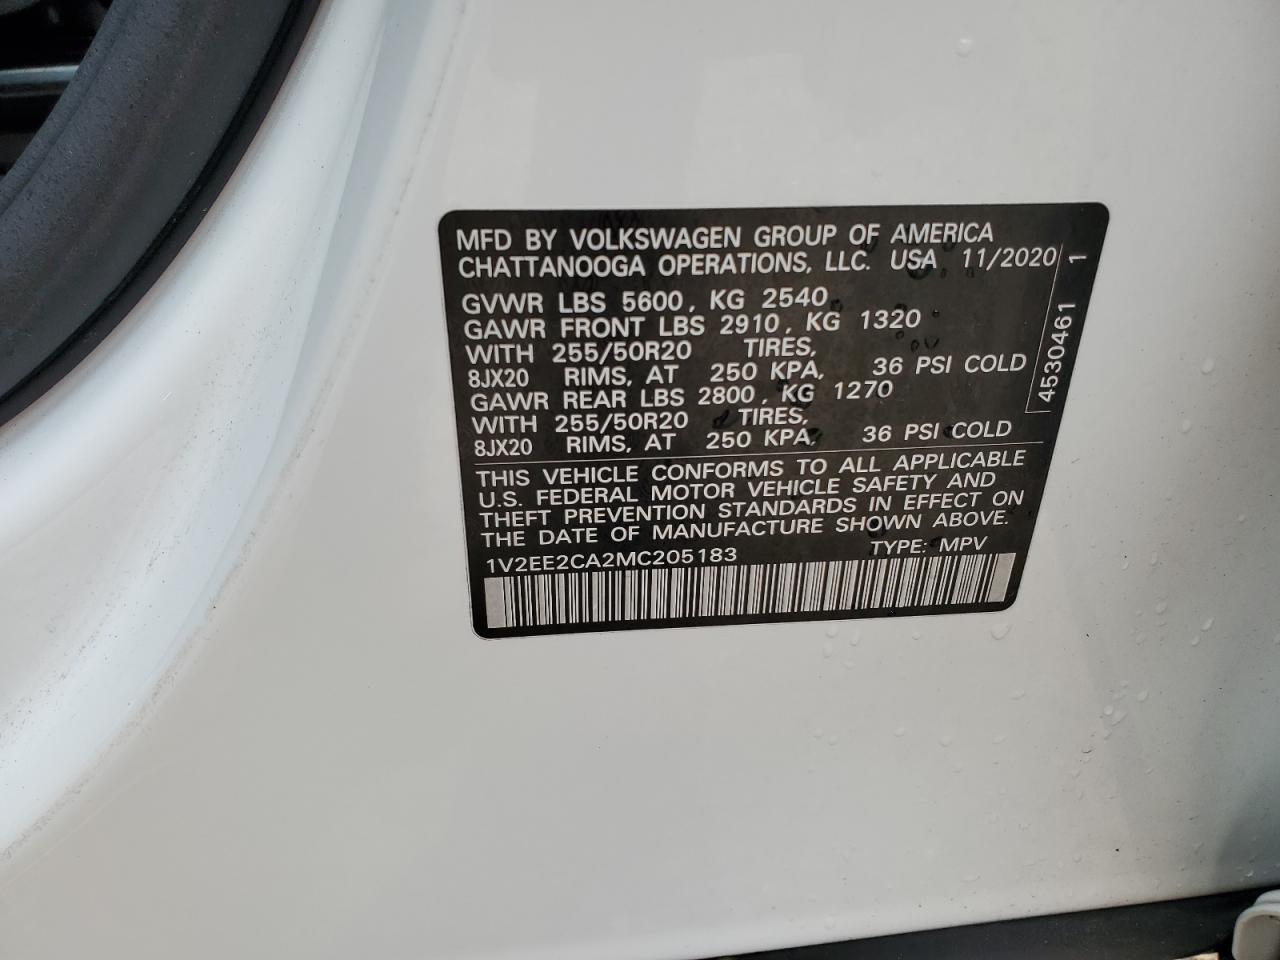 MFD BY VOLKSWAGEN GROUP OF AMERICA
CHATTANOOGA OPERATIONS, LLC. USA 11/2020
GVWR LBS 5600, KG 2540
GAWR FRONT LBS 2910, KG 1320
WITH 255/50R20 TIRES,
8JX20 RIMS, AT 250 KPA, 36 PSI COLD
GAWR REAR LBS 2800, KG 1270
WITH 255/50R20 TIRES,
8JX20 RIMS, AT 250 KPA, 36 PSI COLD
THIS VEHICLE CONFORMS TO ALL APPLICABLE
U.S. FEDERAL MOTOR VEHICLE SAFETY AND
THEFT PREVENTION STANDARDS IN EFFECT ON
THE DATE OF MANUFACTURE SHOWN ABOVE.
1V2EE2CA2MC205183 TYPE: MPV
4530461 1